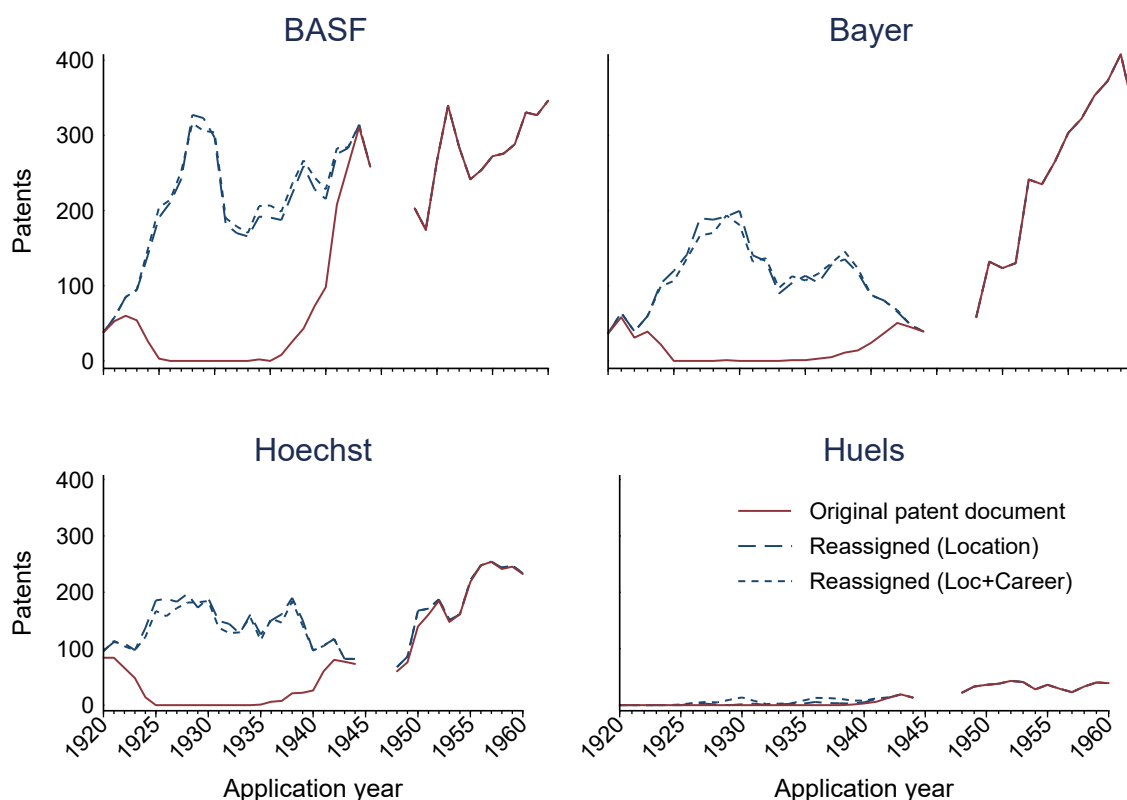 BASF
Bayer
400
300
200
100
0
Patents
Hoechst
Huels
400
300
200
100
0
Patents
Original patent document
Reassigned (Location)
Reassigned (Loc+Career)
1920 1925 1930 1935 1940 1945 1950 1955 1960
1920 1925 1930 1935 1940 1945 1950 1955 1960
Application year
Application year